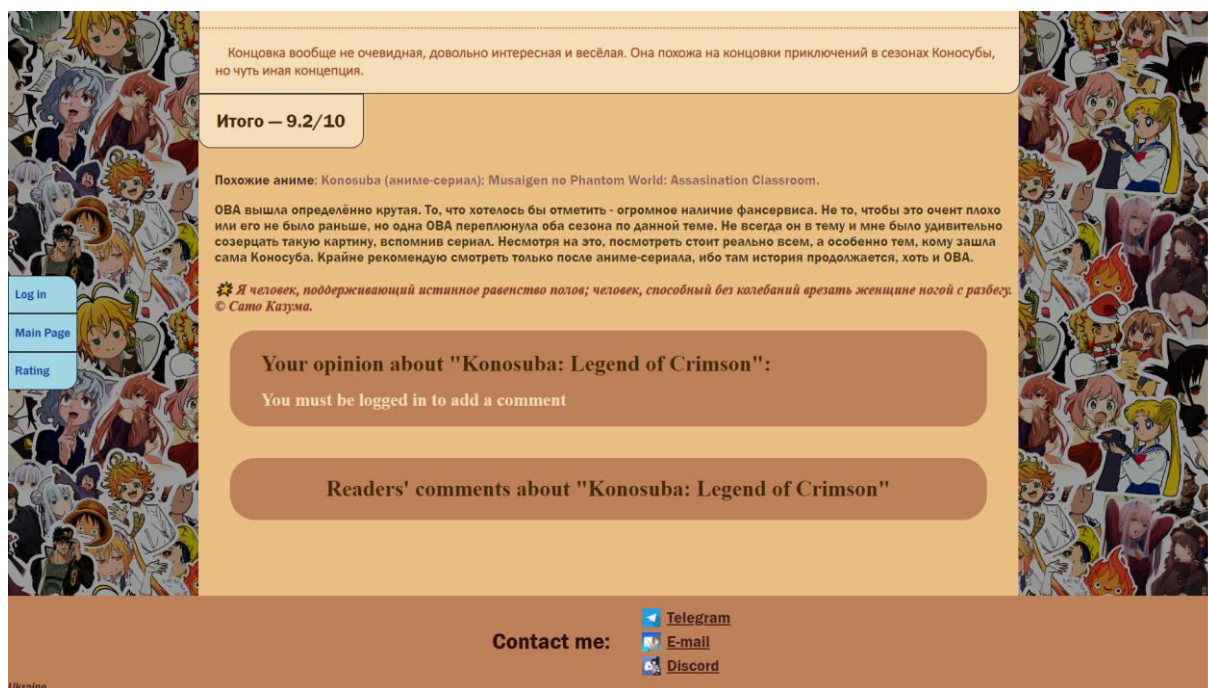 Концовка вообще не очевидная, довольно интересная и весёлая. Она похожа на концовки приключений в сезонах Коносубы,
но чуть иная концепция.
Итого — 9.2/10
Похожие аниме: Konosuba (аниме-сериал); Musaigen no Phantom World; Assasination Classroom.
ОВА вышла определённо крутая. То, что хотелось бы отметить - огромное наличие фансервиса. Не то, чтобы это очент плохо
или его не было раньше, но одна ОВА переплюнула оба сезона по данной теме. Не всегда он в тему и мне было удивительно
созерцать такую картину, вспомнив сериал. Несмотря на это, посмотреть стоит реально всем, а особенно тем, кому зашла
сама Коносуба. Крайне рекомендую смотреть только после аниме-сериала, ибо там история продолжается, хоть и ОВА.
Я человек, поддерживающий истинное равенство полов; человек, способный без колебаний врезать женщине ногой с разбегу.
© Сато Казума.
Log in
Main Page
Rating
Your opinion about "Konosuba: Legend of Crimson":
You must be logged in to add a comment
Readers' comments about "Konosuba: Legend of Crimson"
Contact me:
Telegram
E-mail
Discord
Ukraine